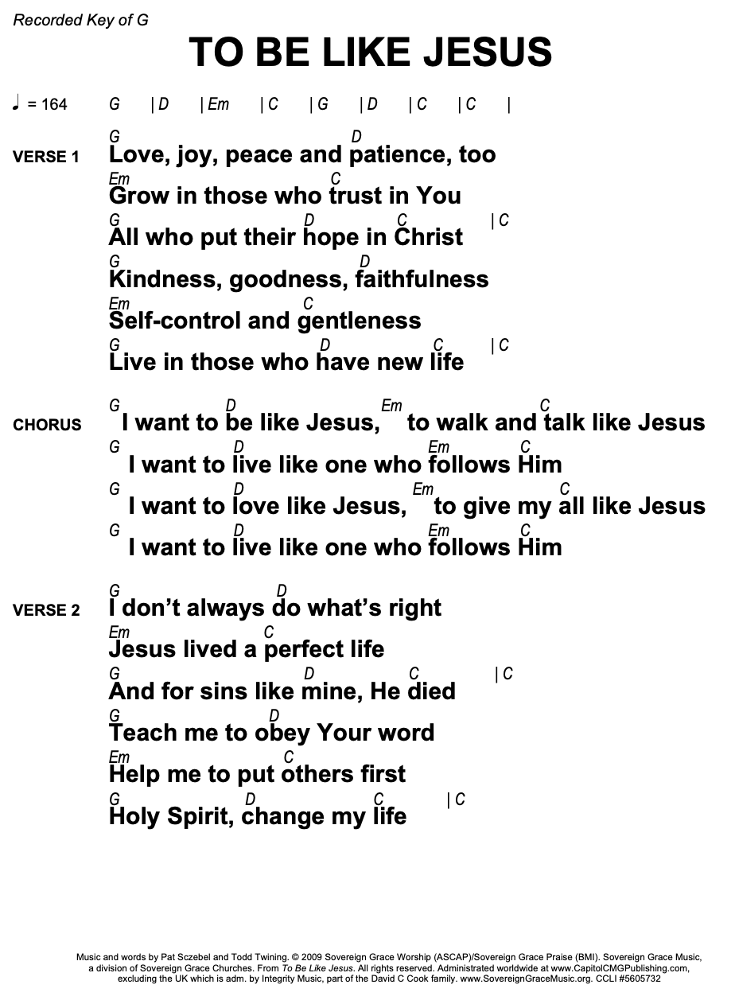 Recorded Key of G
TO BE LIKE JESUS
♩ = 164 G | D | Em | C | G | D | C | C |
G D
VERSE 1 Love, joy, peace and patience, too
Em C
Grow in those who trust in You
G D C | C
All who put their hope in Christ
G D
Kindness, goodness, faithfulness
Em C
Self-control and gentleness
G D C | C
Live in those who have new life
G D Em C
CHORUS I want to be like Jesus, to walk and talk like Jesus
G D Em C
I want to live like one who follows Him
G D Em C
I want to love like Jesus, to give my all like Jesus
G D Em C
I want to live like one who follows Him
G D
VERSE 2 I don’t always do what’s right
Em C
Jesus lived a perfect life
G D C | C
And for sins like mine, He died
G D
Teach me to obey Your word
Em C
Help me to put others first
G D C | C
Holy Spirit, change my life
Music and words by Pat Sczebel and Todd Twining. © 2009 Sovereign Grace Worship (ASCAP)/Sovereign Grace Praise (BMI). Sovereign Grace Music,
a division of Sovereign Grace Churches. From To Be Like Jesus. All rights reserved. Administrated worldwide at www.CapitolCMGPublishing.com,
excluding the UK which is adm. by Integrity Music, part of the David C Cook family. www.SovereignGraceMusic.org. CCLI #5605732